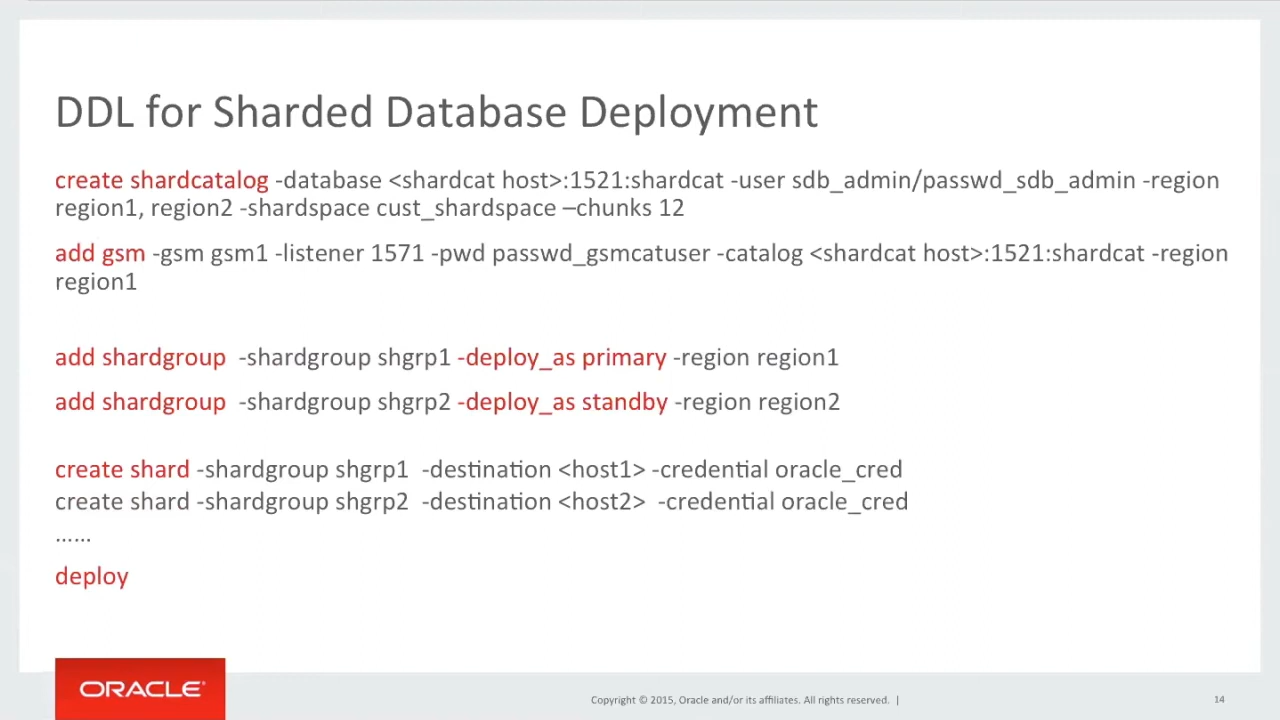 DDL for Sharded Database Deployment
create shardcatalog -database <shardcat host>:1521:shardcat -user sdb_admin/passwd_sdb_admin -region
region1, region2 -shardspace cust_shardspace –chunks 12
add gsm -gsm gsm1 -listener 1571 -pwd passwd_gsmcatuser -catalog <shardcat host>:1521:shardcat -region
region1
add shardgroup -shardgroup shgrp1 -deploy_as primary -region region1
add shardgroup -shardgroup shgrp2 -deploy_as standby -region region2
create shard -shardgroup shgrp1 -destination <host1> -credential oracle_cred
create shard -shardgroup shgrp2 -destination <host2> -credential oracle_cred
......
deploy
ORACLE®
Copyright © 2015, Oracle and/or its affiliates. All rights reserved. |
14